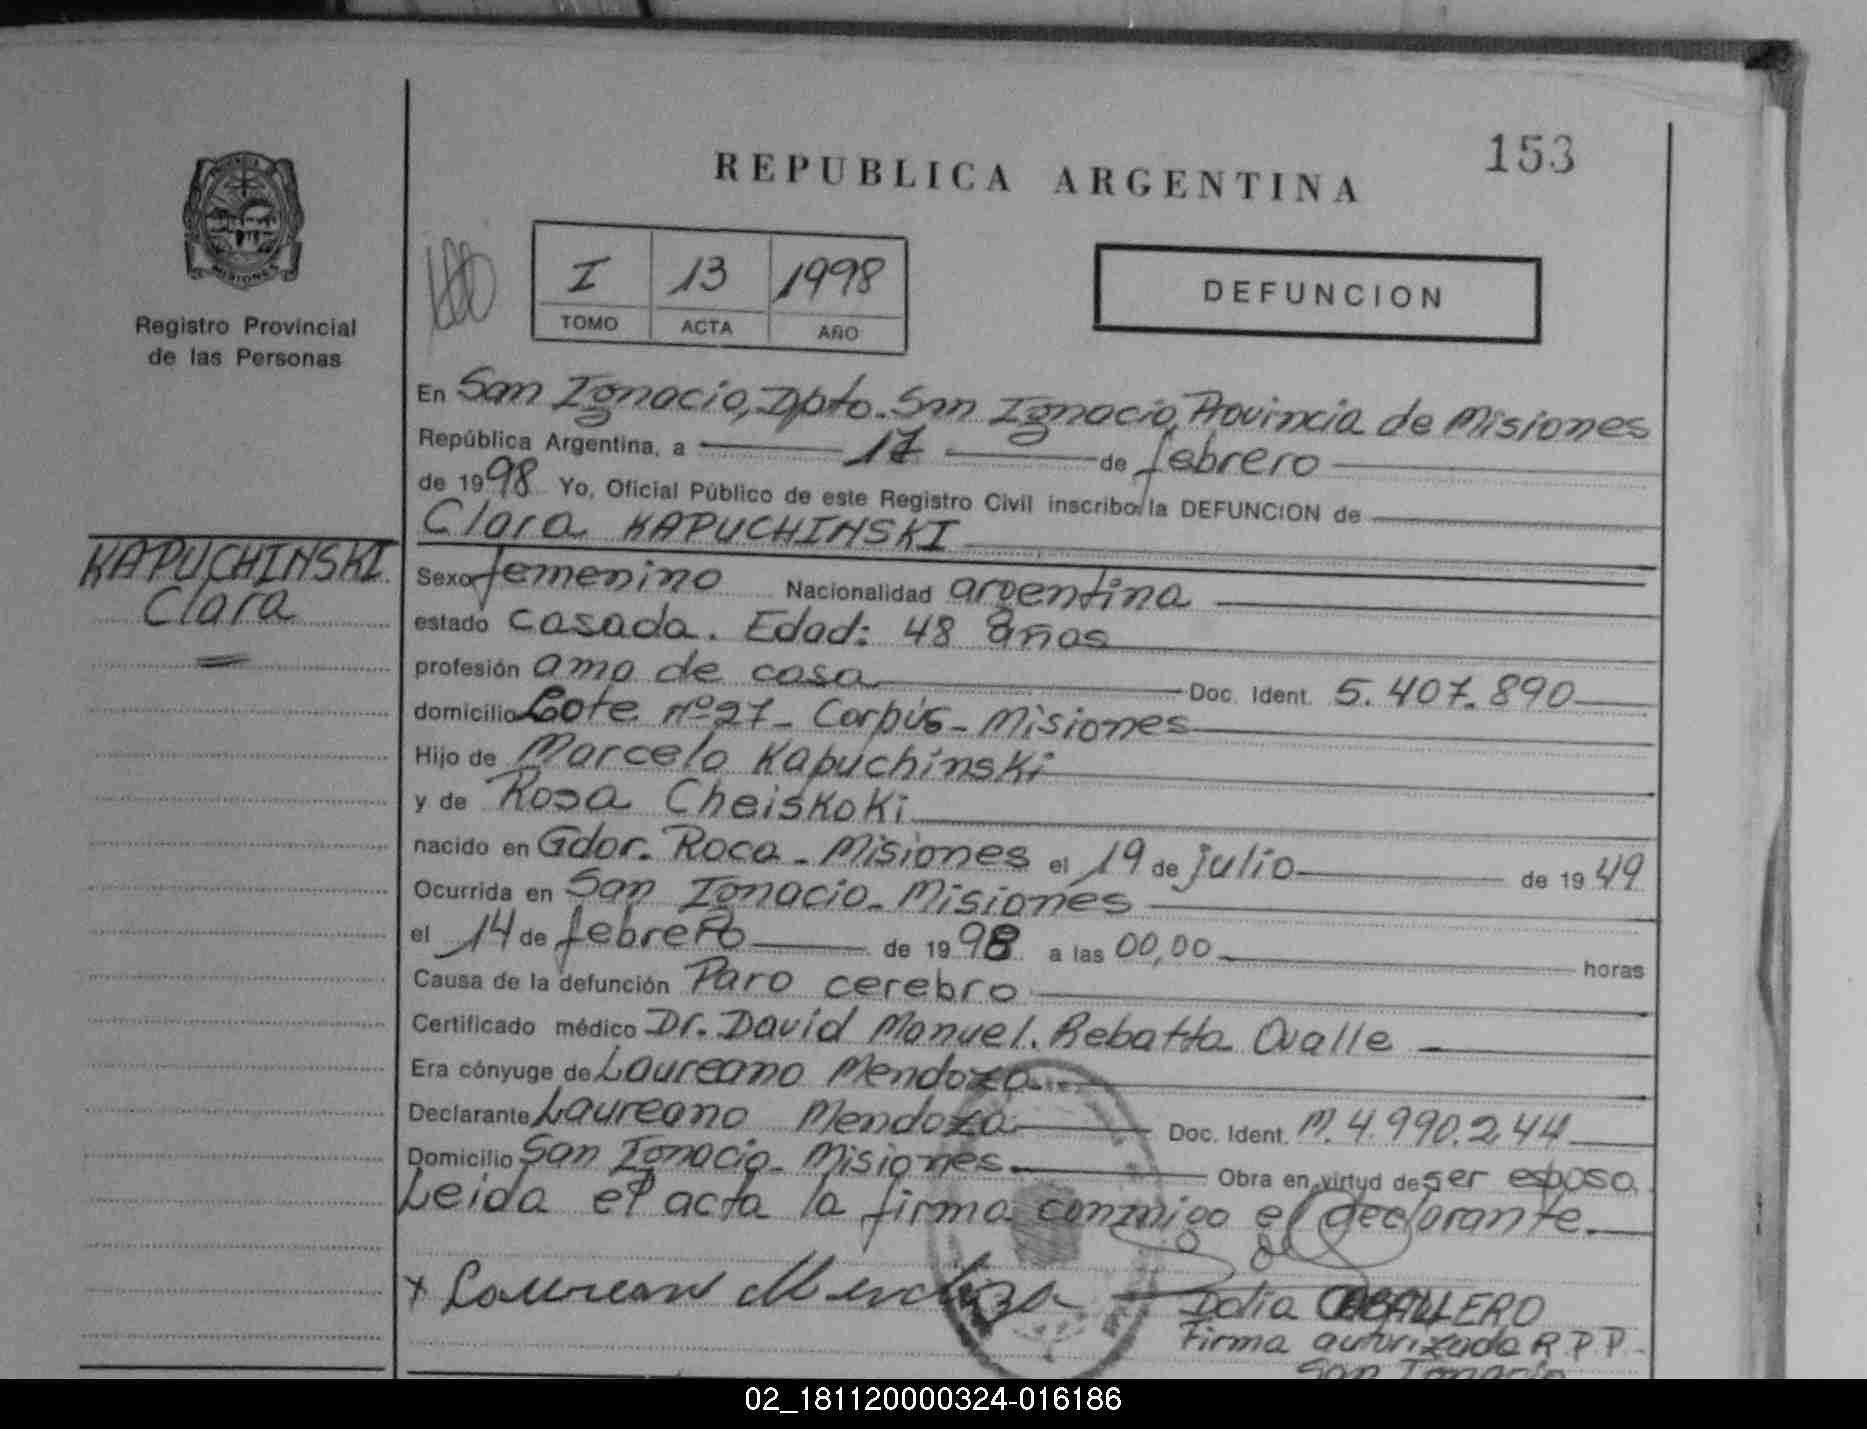 153
REPUBLICA ARGENTINA
MISIONES
Registro Provincial
de las Personas
I 13 1998
TOMO ACTA AÑO
DEFUNCION
En San Ignacio, Dpto. San Ignacio, Provincia de Misiones
República Argentina, a 17 de febrero
de 1998 Yo, Oficial Público de este Registro Civil inscribo la DEFUNCION de
Clara KAPUCHINSKI
KAPUCHINSKI
Clara
Sexo femenino Nacionalidad argentina
estado casada. Edad: 48 años
profesión ama de casa Doc. Ident. 5.407.890
domicilio Lote nº 27 - Corpus - Misiones
Hijo de Marcelo Kapuchinski
y de Rosa Cheiskoki
nacido en Gdor. Roca - Misiones el 19 de julio de 1949
Ocurrida en San Ignacio - Misiones
el 14 de febrero de 1998 a las 00,00 horas
Causa de la defunción Paro cerebro
Certificado médico Dr. David Manuel. Rebatta Ovalle
Era cónyuge de Laureano Mendoza
Declarante Laureano Mendoza Doc. Ident. M. 4.990.244
Domicilio San Ignacio - Misiones. Obra en virtud de ser esposo.
Leida el acta la firma conmigo el declarante.
x Laureano Mendoza
Dalia CABALLERO
Firma autorizada R.P.P.-
San Ignacio
02_181120000324-016186